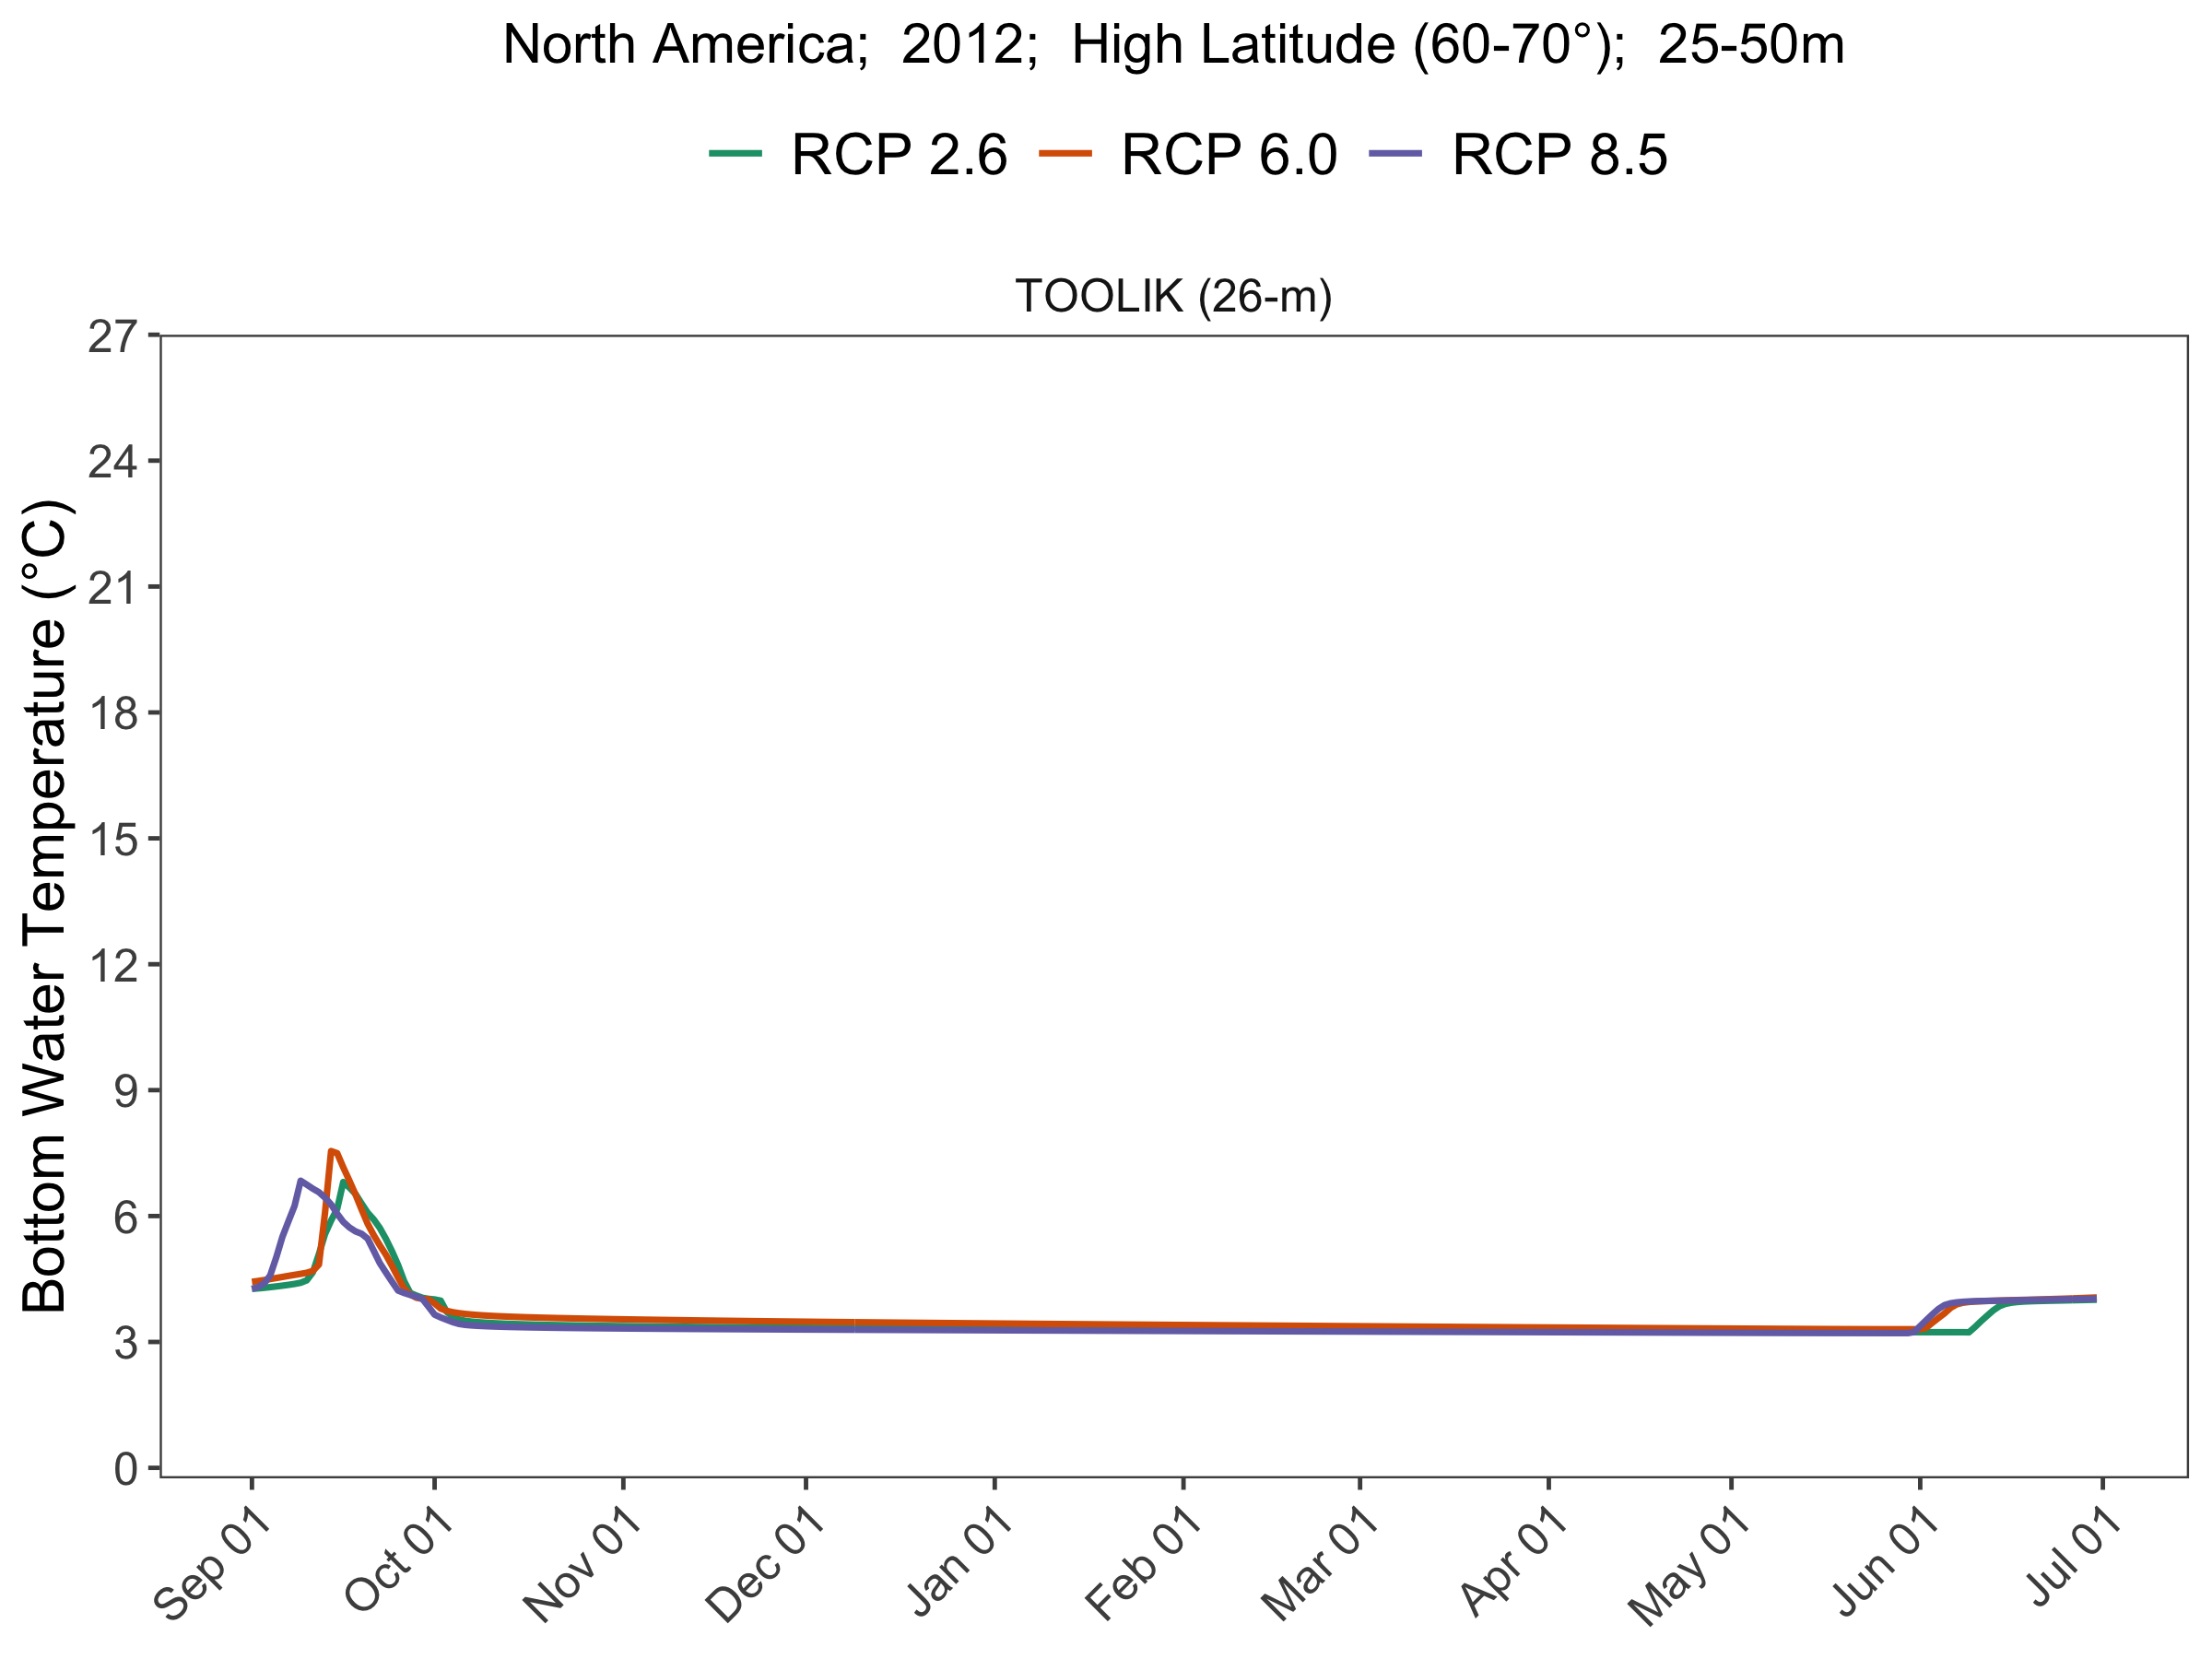 North America;  2012;  High Latitude (60-70°);  25-50m
RCP 2.6 RCP 6.0 RCP 8.5
TOOLIK (26-m)
Bottom Water Temperature (°C)
27
24
21
18
15
12
9
6
3
0
Sep 01 Oct 01 Nov 01 Dec 01 Jan 01 Feb 01 Mar 01 Apr 01 May 01 Jun 01 Jul 01